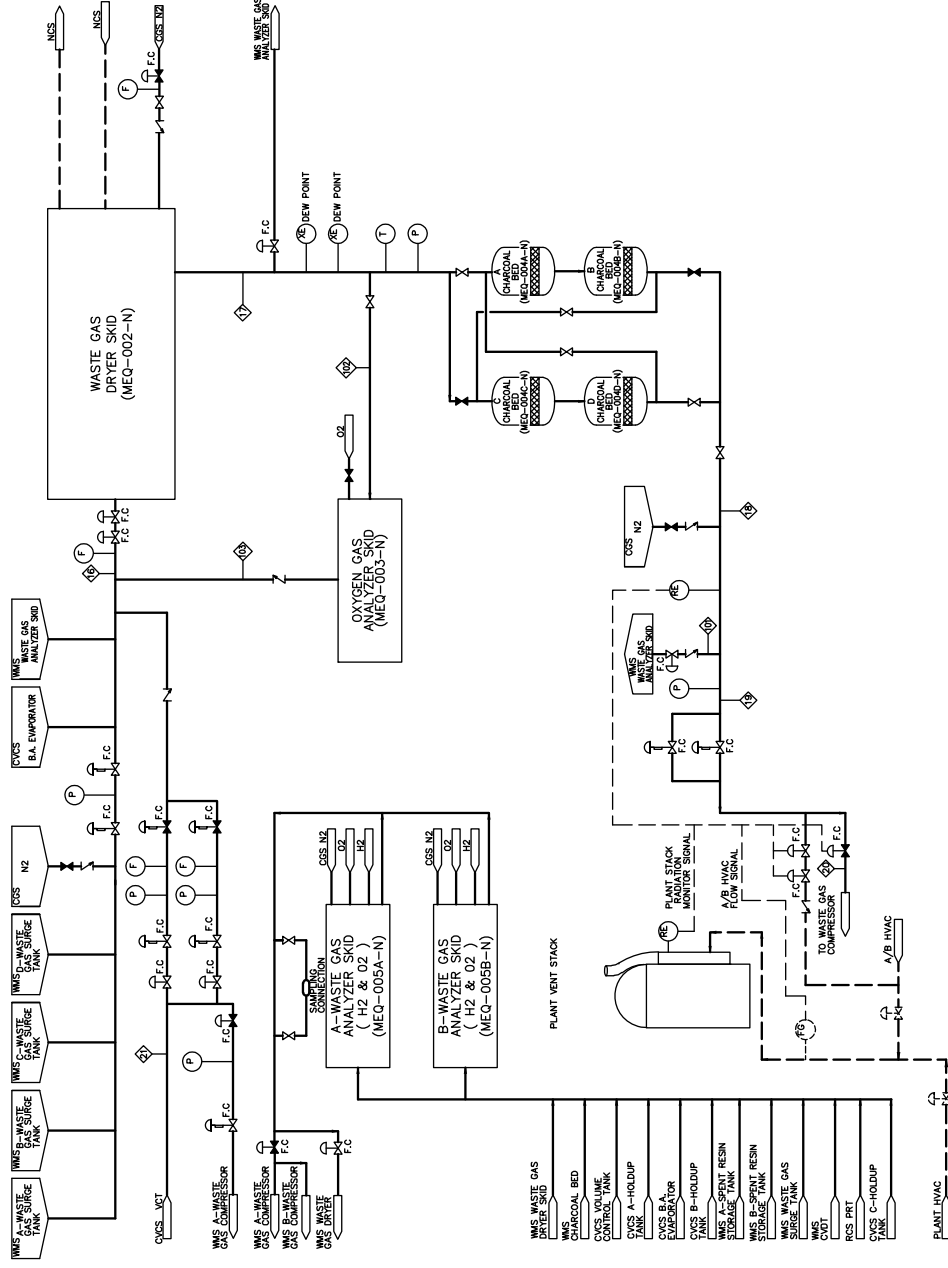 NCS
NCS
CGS N2
F
F.C
WASTE GAS
DRYER SKID
(MEQ-002-N)
WMS WASTE GAS
ANALYZER SKID
F.C
XE DEW POINT
XE DEW POINT
T
P
17
102
O2
A
CHARCOAL
BED
(MEQ-004A-N)
B
CHARCOAL
BED
(MEQ-004B-N)
C
CHARCOAL
BED
(MEQ-004C-N)
D
CHARCOAL
BED
(MEQ-004D-N)
OXYGEN GAS
ANALYZER SKID
(MEQ-003-N)
103
F.C F.C
F
16
WMS WASTE GAS
ANALYZER SKID
CVCS
B.A. EVAPORATOR
F.C
P
F.C
CGS
N2
WMS D-WASTE
GAS SURGE
TANK
WMS C-WASTE
GAS SURGE
TANK
WMS B-WASTE
GAS SURGE
TANK
WMS A-WASTE
GAS SURGE
TANK
F.C
F.C
F
F
P
P
F.C
F.C
F.C
F.C
21
CVCS VCT
P
F.C
F.C
WMS A-WASTE
GAS COMPRESSOR
WMS A-WASTE
GAS COMPRESSOR
WMS B-WASTE
GAS COMPRESSOR
WMS WASTE
GAS DRYER
F.C
F.C
SAMPLING
CONNECTION
A-WASTE GAS
ANALYZER SKID
( H2 & O2 )
(MEQ-005A-N)
CGS N2
O2
H2
B-WASTE GAS
ANALYZER SKID
( H2 & O2 )
(MEQ-005B-N)
CGS N2
O2
H2
CGS N2
18
RE
WMS
WASTE GAS
ANALYZER SKID
F.C
101
P
19
F.C
F.C
PLANT STACK
RADIATION
MONITOR SIGNAL
A/B HVAC
FLOW SIGNAL
RE
PLANT VENT STACK
FG
F.C
F.C
F.C
20
TO WASTE GAS
COMPRESSOR
A/B HVAC
WMS WASTE GAS
DRYER SKID
WMS
CHARCOAL BED
CVCS VOLUME
CONTROL TANK
CVCS A-HOLDUP
TANK
CVCS B.A.
EVAPORATOR
CVCS B-HOLDUP
TANK
WMS A-SPENT RESIN
STORAGE TANK
WMS B-SPENT RESIN
STORAGE TANK
WMS WASTE GAS
SURGE TANK
WMS
CVDT
RCS PRT
CVCS C-HOLDUP
TANK
PLANT HVAC